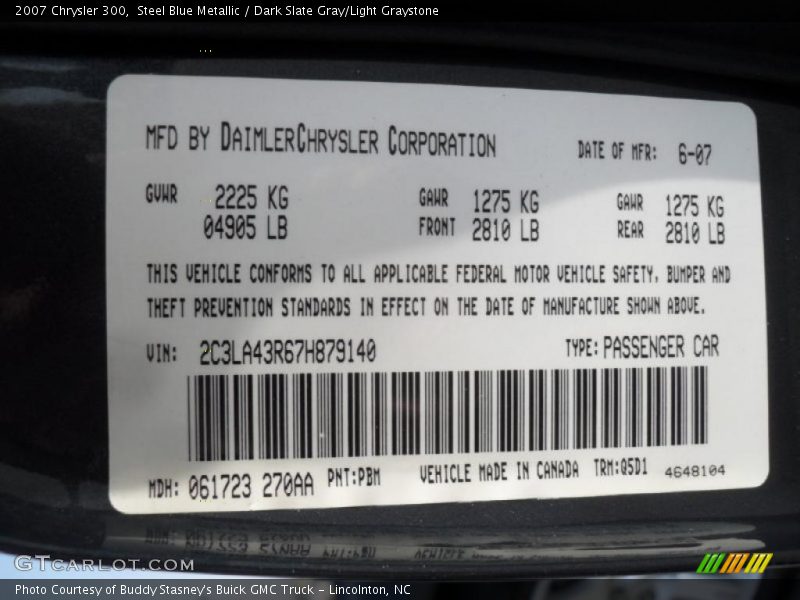 2007 Chrysler 300, Steel Blue Metallic / Dark Slate Gray/Light Graystone
MFD BY DAIMLERCHRYSLER CORPORATION DATE OF MFR: 6-07
GVWR 2225 KG GAWR 1275 KG GAWR 1275 KG
04905 LB FRONT 2810 LB REAR 2810 LB
THIS VEHICLE CONFORMS TO ALL APPLICABLE FEDERAL MOTOR VEHICLE SAFETY, BUMPER AND
THEFT PREVENTION STANDARDS IN EFFECT ON THE DATE OF MANUFACTURE SHOWN ABOVE.
VIN: 2C3LA43R67H879140 TYPE: PASSENGER CAR
MDH: 061723 270AA PNT:PBM VEHICLE MADE IN CANADA TRM:Q5D1 4648104
GTCARLOT.COM
Photo Courtesy of Buddy Stasney's Buick GMC Truck - Lincolnton, NC